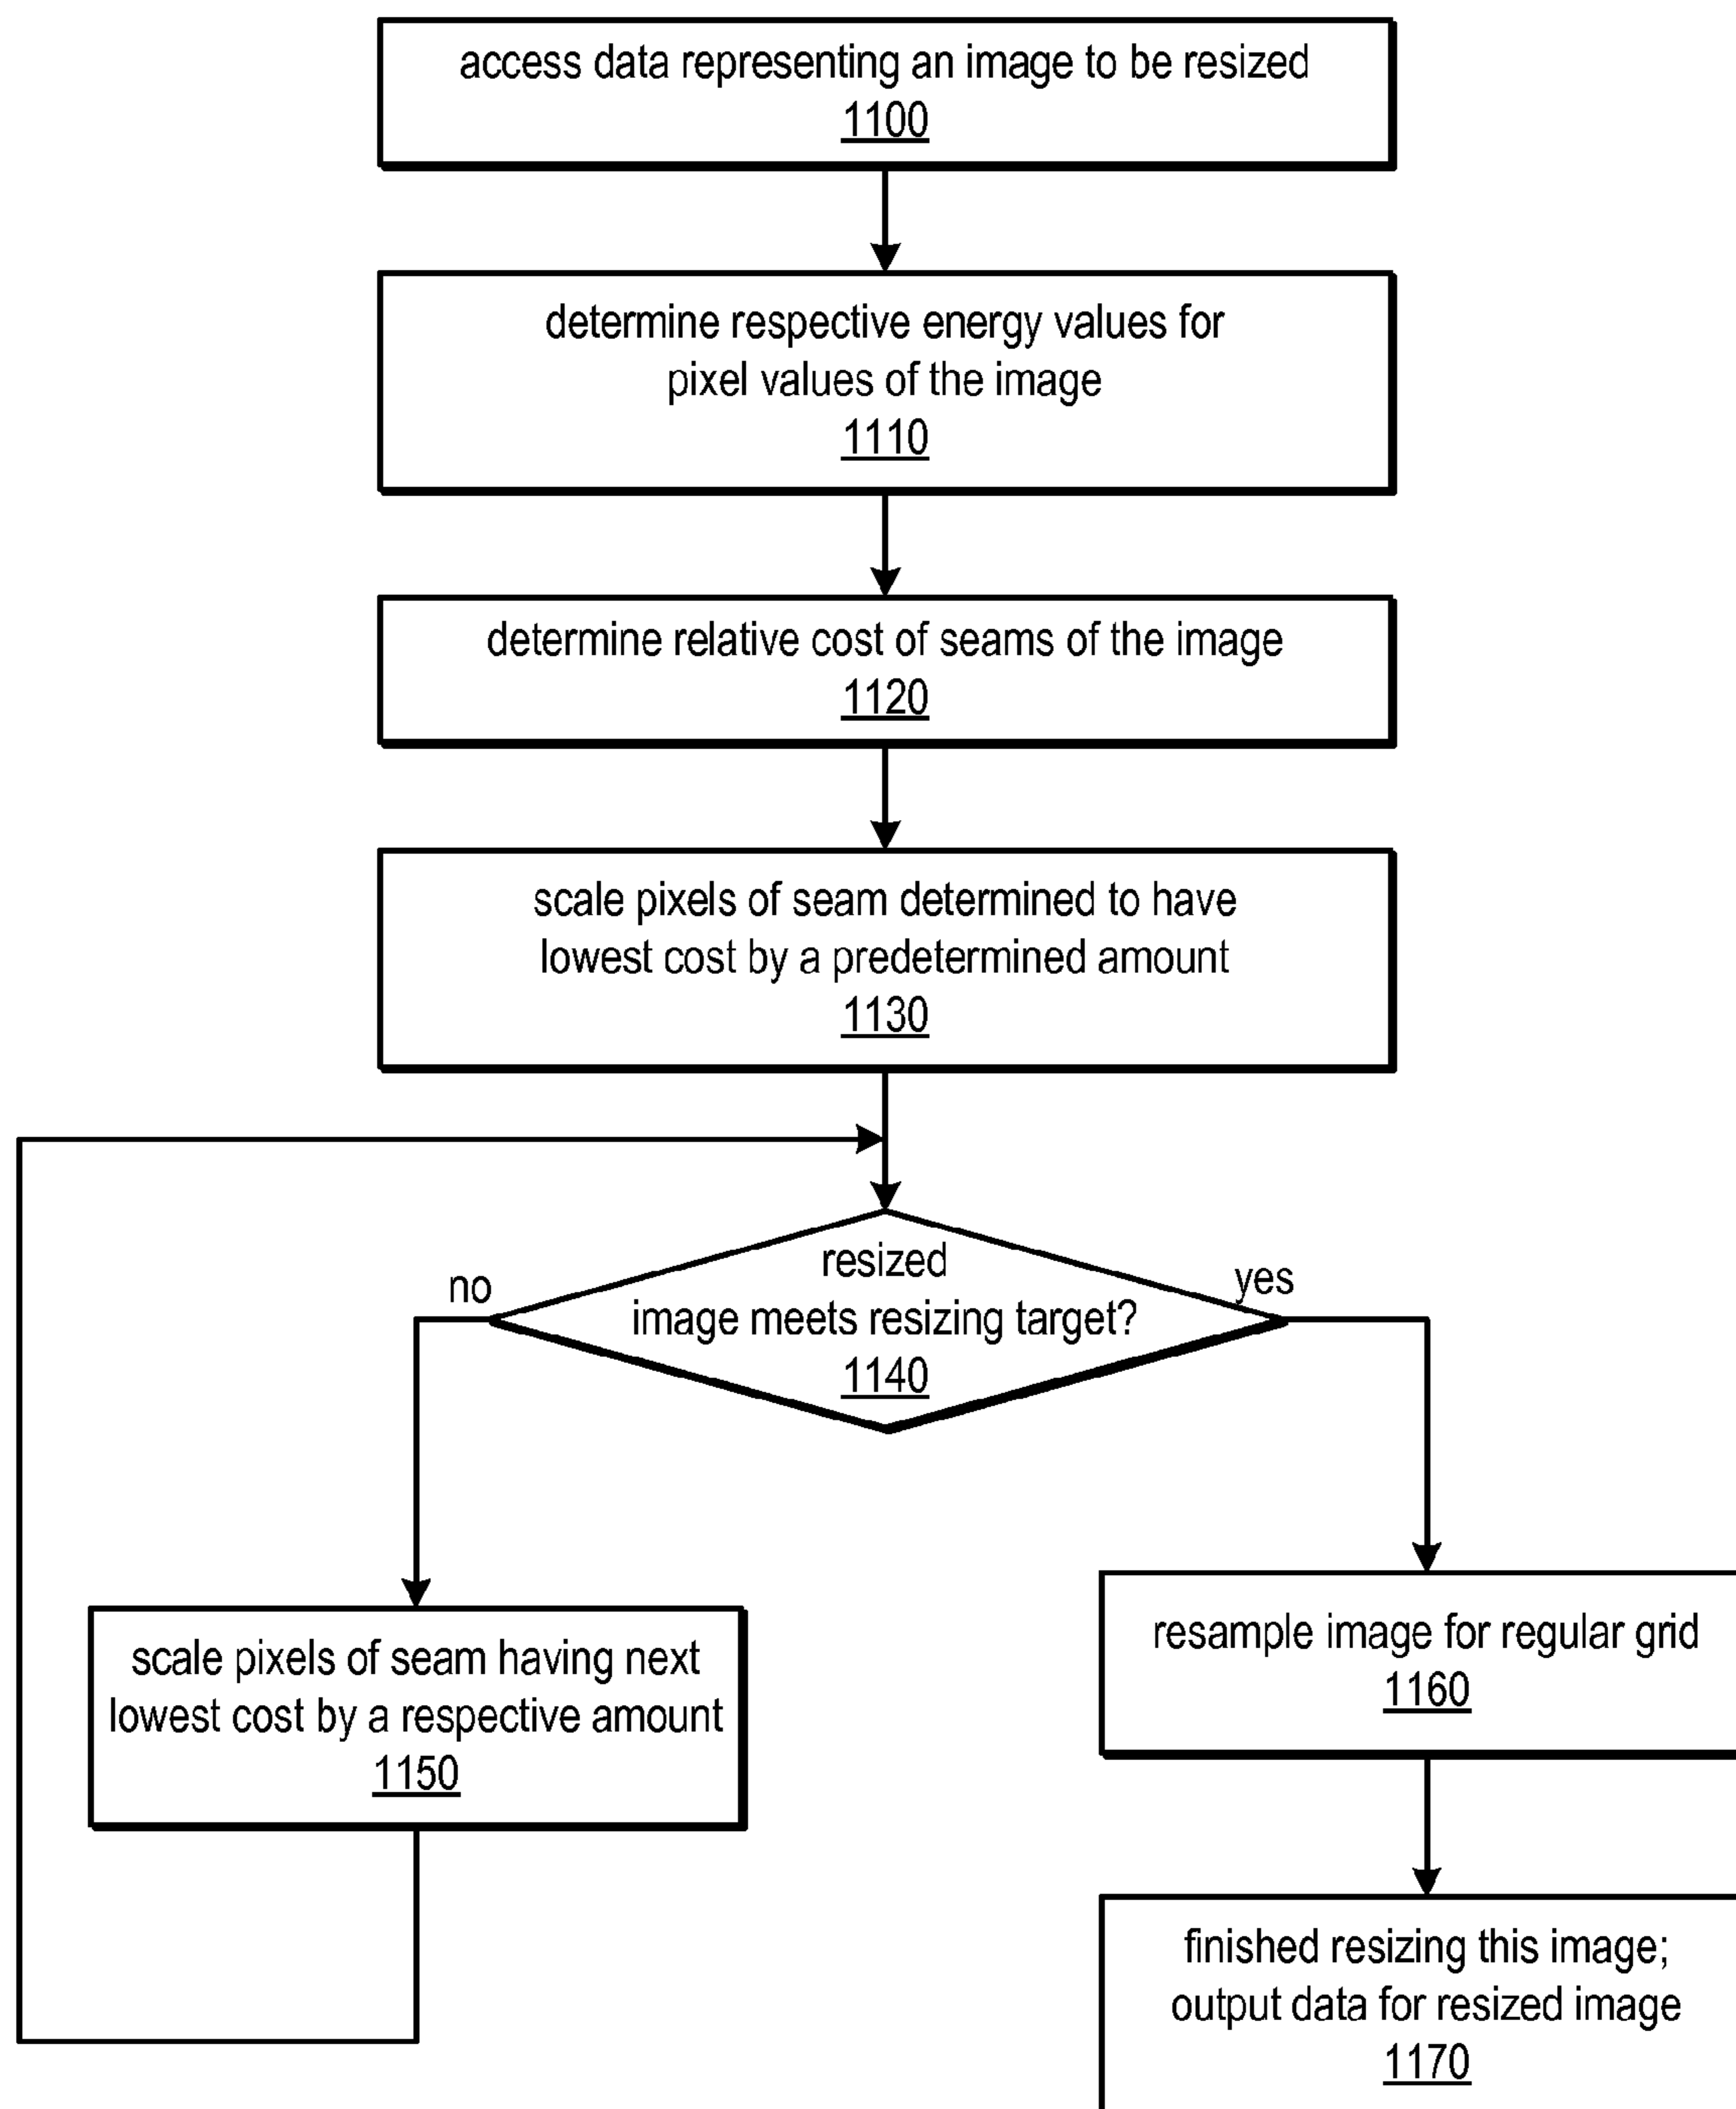 access data representing an image to be resized
1100
determine respective energy values for
pixel values of the image
1110
determine relative cost of seams of the image
1120
scale pixels of seam determined to have
lowest cost by a predetermined amount
1130
resized
image meets resizing target?
1140
no
yes
scale pixels of seam having next
lowest cost by a respective amount
1150
resample image for regular grid
1160
finished resizing this image;
output data for resized image
1170